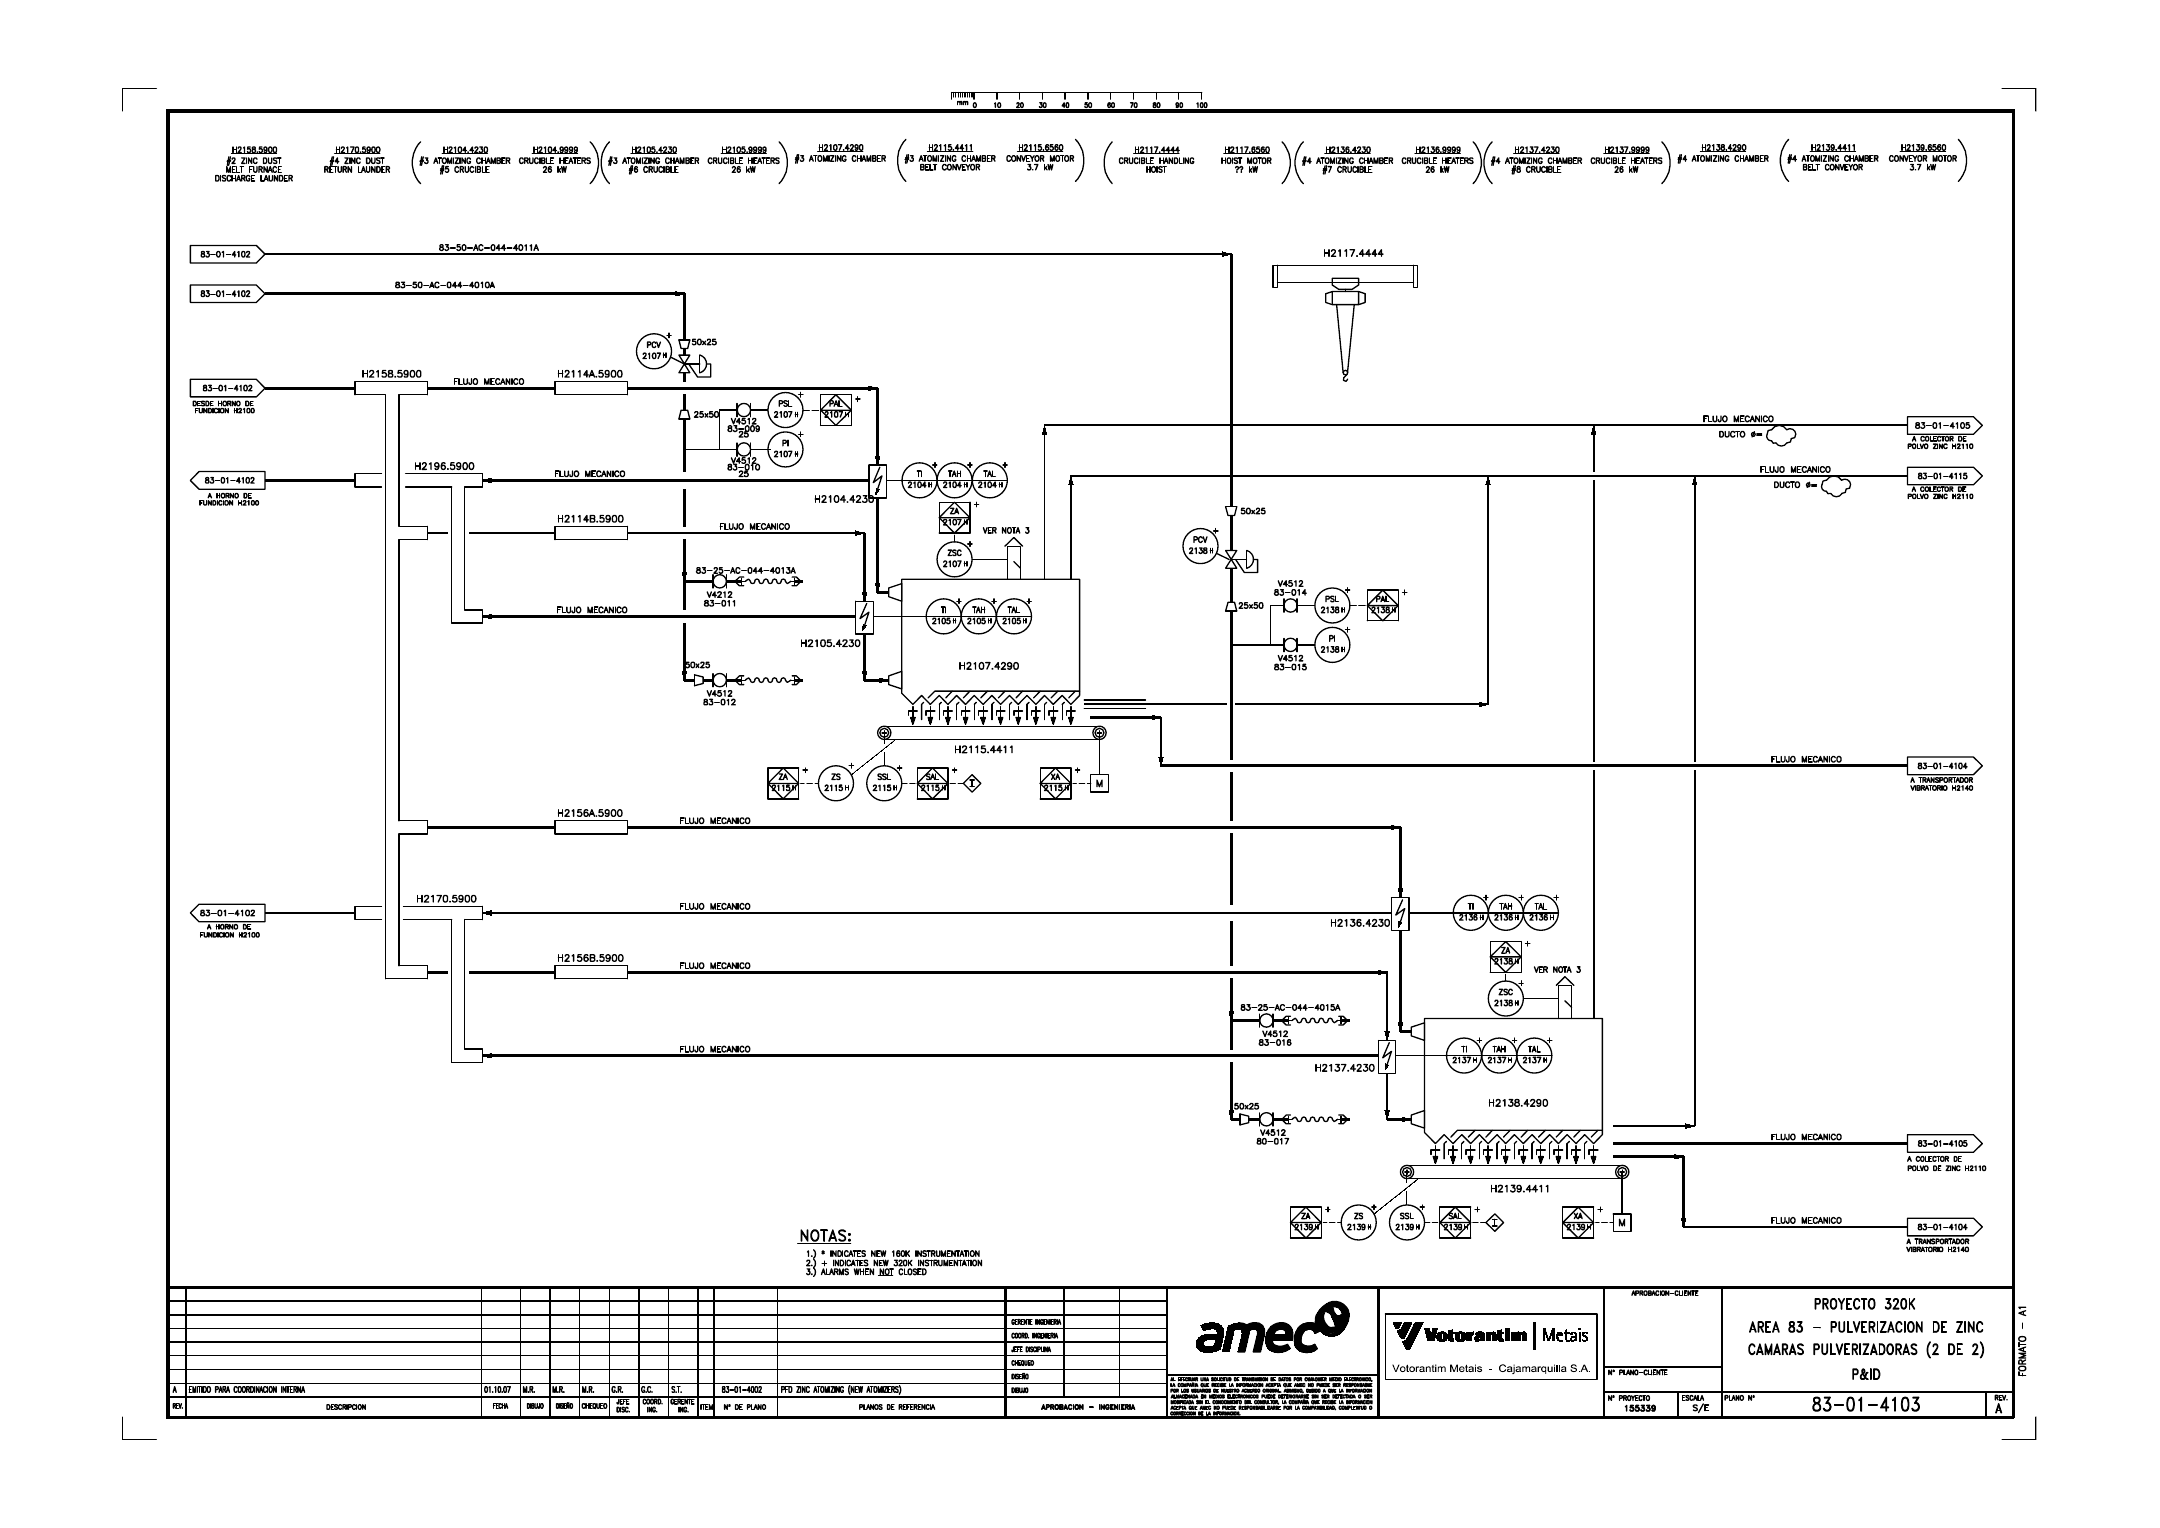 mm 0 10 20 30 40 50 60 70 80 90 100
H2158.5900
#2 ZINC DUST
MELT FURNACE
DISCHARGE LAUNDER
H2170.5900
#4 ZINC DUST
RETURN LAUNDER
H2104.4230
#3 ATOMIZING CHAMBER
#5 CRUCIBLE
H2104.9999
CRUCIBLE HEATERS
26 kW
H2105.4230
#3 ATOMIZING CHAMBER
#6 CRUCIBLE
H2105.9999
CRUCIBLE HEATERS
26 kW
H2107.4290
#3 ATOMIZING CHAMBER
H2115.4411
#3 ATOMIZING CHAMBER
BELT CONVEYOR
H2115.6560
CONVEYOR MOTOR
3.7 kW
H2117.4444
CRUCIBLE HANDLING
HOIST
H2117.6560
HOIST MOTOR
?? kW
H2136.4230
#4 ATOMIZING CHAMBER
#7 CRUCIBLE
H2136.9999
CRUCIBLE HEATERS
26 kW
H2137.4230
#4 ATOMIZING CHAMBER
#8 CRUCIBLE
H2137.9999
CRUCIBLE HEATERS
26 kW
H2138.4290
#4 ATOMIZING CHAMBER
H2139.4411
#4 ATOMIZING CHAMBER
BELT CONVEYOR
H2139.6560
CONVEYOR MOTOR
3.7 kW
83-01-4102
83-50-AC-044-4011A
H2117.4444
83-01-4102
83-50-AC-044-4010A
PCV
2107 H
+
50x25
83-01-4102
DESDE HORNO DE
FUNDICION H2100
H2158.5900
FLUJO MECANICO
H2114A.5900
25x50
V4512
83-009
25
PSL
2107 H
+
PAL
2107 H
+
V4512
83-010
25
PI
2107 H
+
FLUJO MECANICO
DUCTO ø=
83-01-4105
A COLECTOR DE
POLVO ZINC H2110
83-01-4102
A HORNO DE
FUNDICION H2100
H2196.5900
FLUJO MECANICO
H2104.4230
TI
2104 H
+
TAH
2104 H
+
TAL
2104 H
+
FLUJO MECANICO
DUCTO ø=
83-01-4115
A COLECTOR DE
POLVO ZINC H2110
H2114B.5900
FLUJO MECANICO
ZA
2107 H
+
VER NOTA 3
ZSC
2107 H
+
50x25
PCV
2138 H
+
83-25-AC-044-4013A
V4212
83-011
FLUJO MECANICO
H2105.4230
TI
2105 H
+
TAH
2105 H
+
TAL
2105 H
+
H2107.4290
25x50
V4512
83-014
PSL
2138 H
+
PAL
2138 H
+
V4512
83-015
PI
2138 H
+
50x25
V4512
83-012
H2115.4411
ZA
2115 H
+
ZS
2115 H
+
SSL
2115 H
+
SAL
2115 H
+
I
XA
2115 H
+
M
FLUJO MECANICO
83-01-4104
A TRANSPORTADOR
VIBRATORIO H2140
H2156A.5900
FLUJO MECANICO
83-01-4102
A HORNO DE
FUNDICION H2100
H2170.5900
FLUJO MECANICO
H2136.4230
TI
2136 H
+
TAH
2136 H
+
TAL
2136 H
+
H2156B.5900
FLUJO MECANICO
ZA
2138 H
+
VER NOTA 3
ZSC
2138 H
+
83-25-AC-044-4015A
V4512
83-016
FLUJO MECANICO
H2137.4230
TI
2137 H
+
TAH
2137 H
+
TAL
2137 H
+
H2138.4290
50x25
V4512
80-017
FLUJO MECANICO
83-01-4105
A COLECTOR DE
POLVO DE ZINC H2110
H2139.4411
ZA
2139 H
+
ZS
2139 H
+
SSL
2139 H
+
SAL
2139 H
+
I
XA
2139 H
+
M
FLUJO MECANICO
83-01-4104
A TRANSPORTADOR
VIBRATORIO H2140
NOTAS:
1.) * INDICATES NEW 160K INSTRUMENTATION
2.) + INDICATES NEW 320K INSTRUMENTATION
3.) ALARMS WHEN NOT CLOSED
A EMITIDO PARA COORDINACION INTERNA 01.10.07 M.R. M.R. M.R. G.R. G.C. S.T. 83-01-4002 PFD ZINC ATOMIZING (NEW ATOMIZERS)
REV. DESCRIPCION FECHA DIBUJO DISEÑO CHEQUEO JEFE DISC. COORD. ING. GERENTE ING. ITEM N° DE PLANO PLANOS DE REFERENCIA
GERENTE INGENIERIA
COORD. INGENIERIA
JEFE DISCIPLINA
CHEQUEO
DISEÑO
DIBUJO
APROBACION - INGENIERIA
amec
Votorantim | Metais
Votorantim Metais - Cajamarquilla S.A.
APROBACION-CLIENTE
N° PLANO-CLIENTE
N° PROYECTO
155339
ESCALA
S/E
PROYECTO 320K
AREA 83 - PULVERIZACION DE ZINC
CAMARAS PULVERIZADORAS (2 DE 2)
P&ID
PLANO N°
83-01-4103
REV.
A
FORMATO - A1